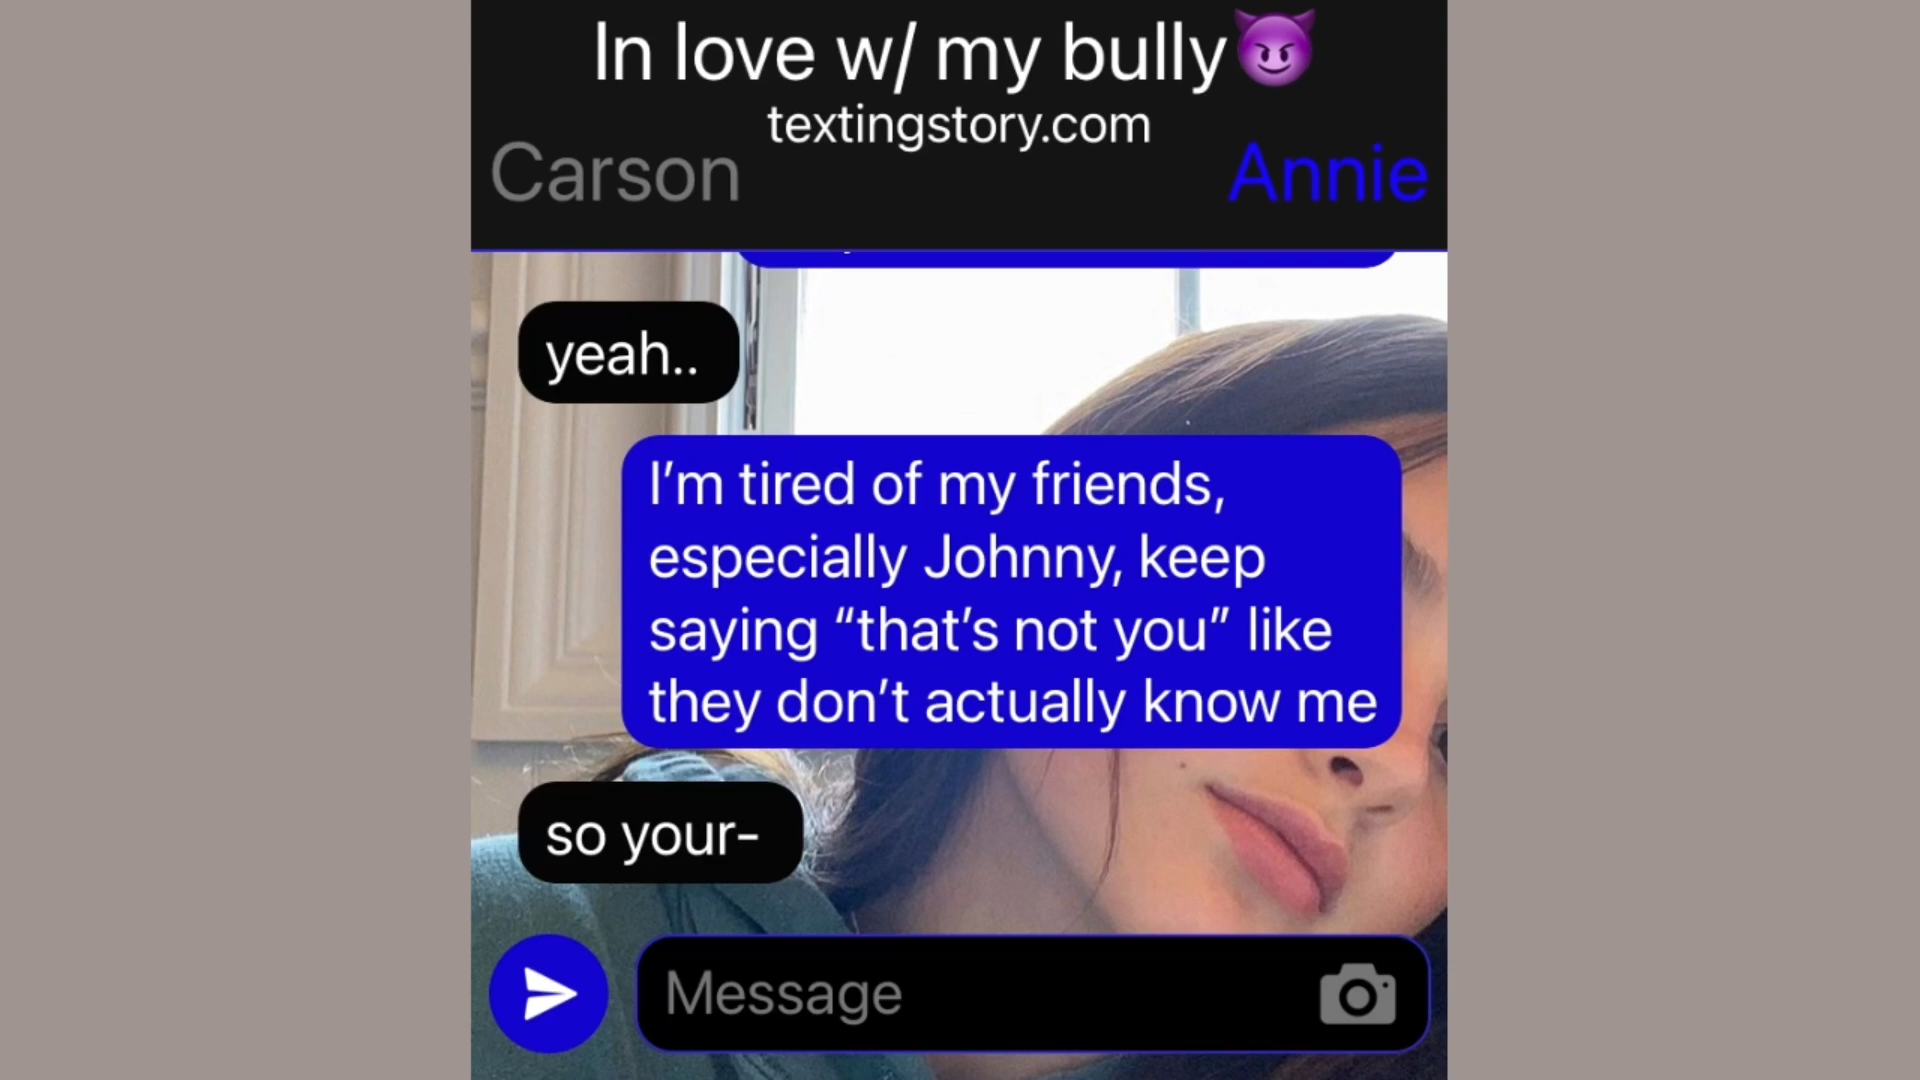 In love w/ my bully😈
textingstory.com
Carson
Annie
yeah..
I'm tired of my friends,
especially Johnny, keep
saying “that's not you” like
they don't actually know me
so your-
Message